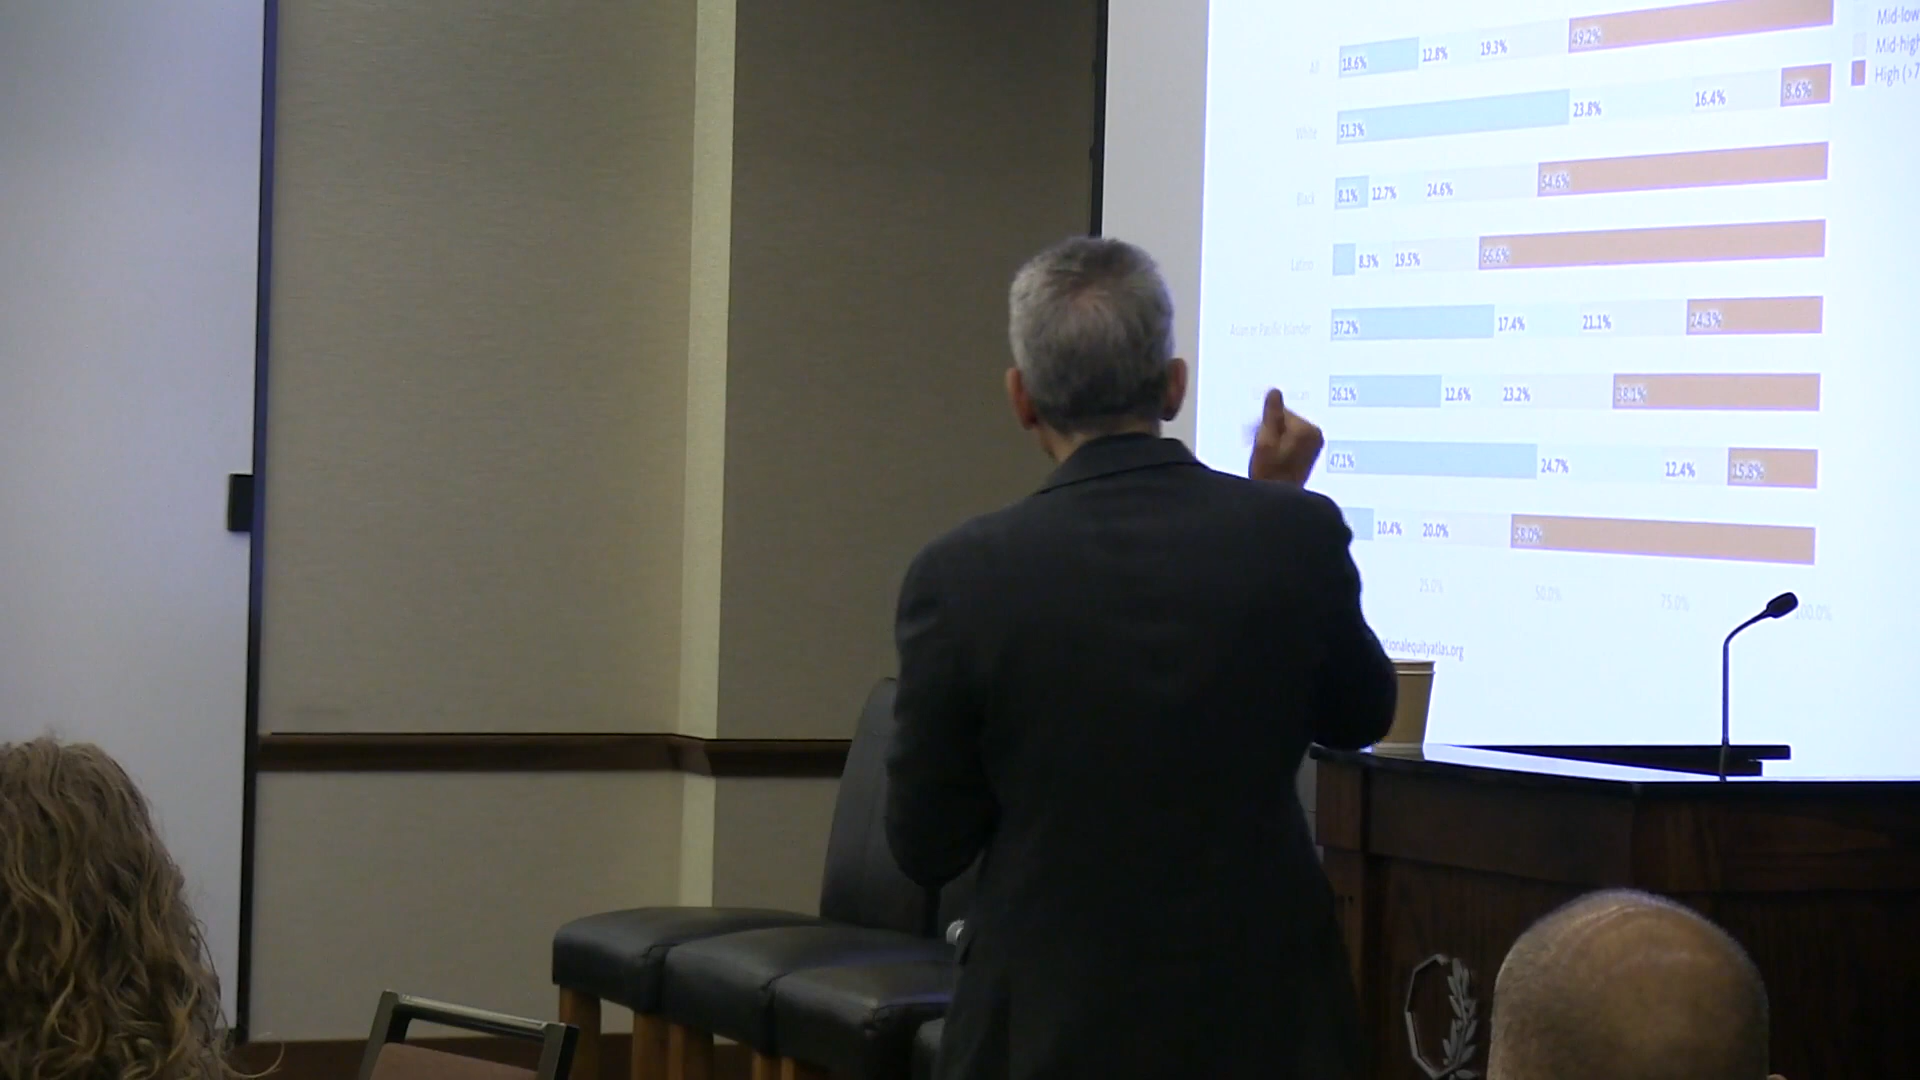 Mid-low
Mid-high
High (>7
All 18.6% 12.8% 19.3% 49.2%
White 51.3% 23.8% 16.4% 8.6%
Black 8.1% 12.7% 24.6% 54.6%
Latino 8.3% 19.5% 66.6%
Asian or Pacific Islander 37.2% 17.4% 21.1% 24.3%
26.1% 12.6% 23.2% 38.1%
47.1% 24.7% 12.4% 15.8%
10.4% 20.0% 58.0%
25.0% 50.0% 75.0% 100.0%
tionalequityatlas.org